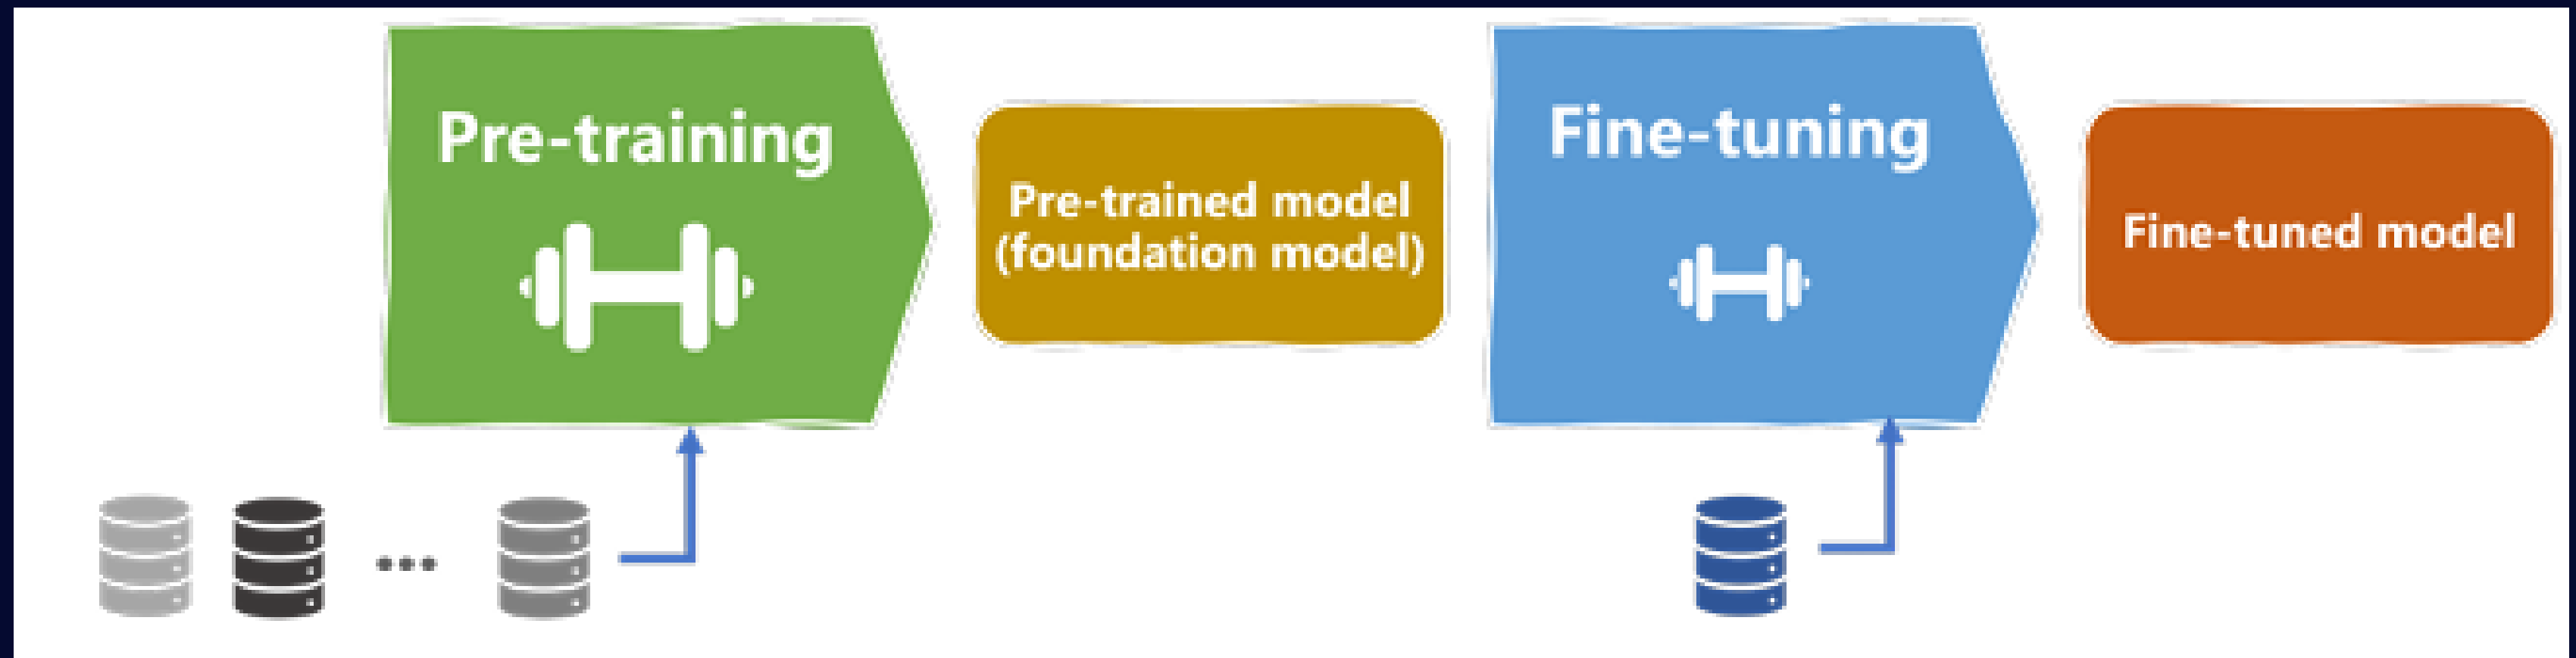 Pre-training
Pre-trained model
(foundation model)
Fine-tuning
Fine-tuned model